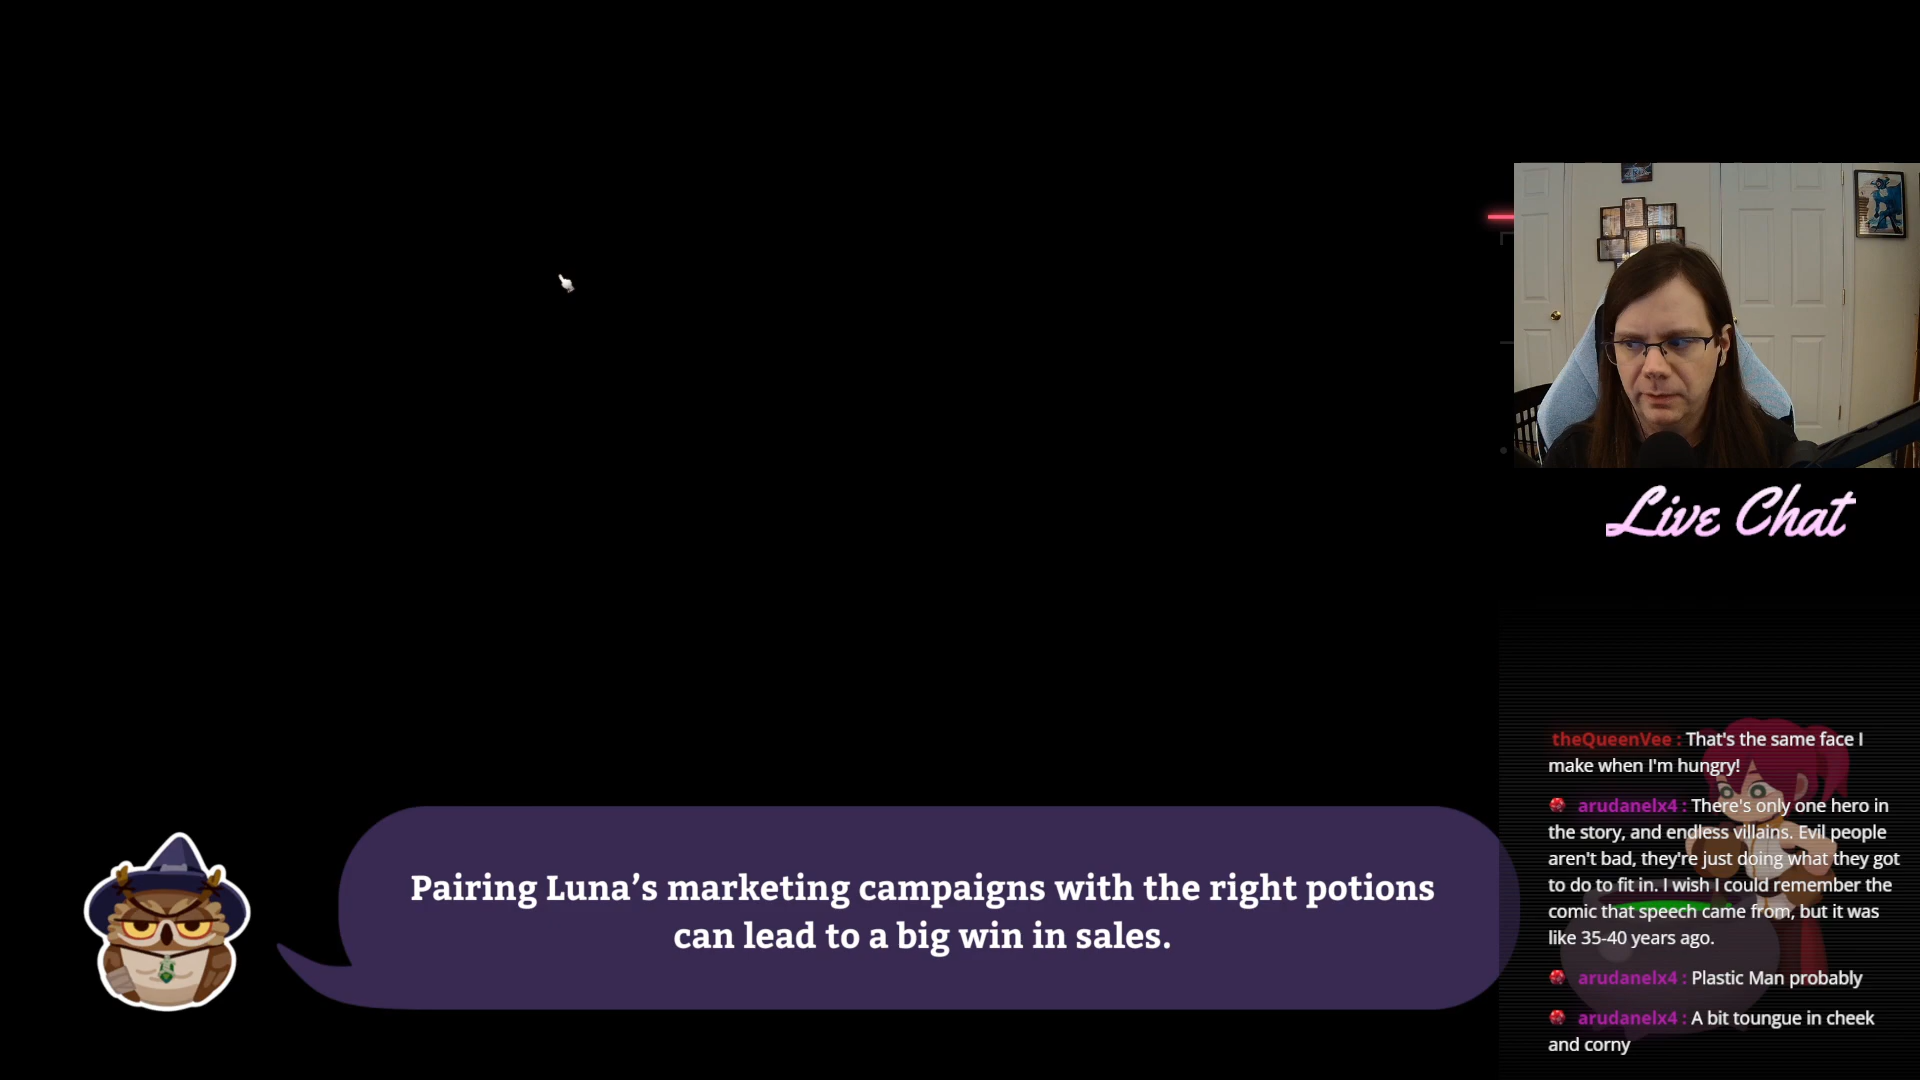 Live Chat
theQueenVee : That's the same face I
make when I'm hungry!
arudanelx4 : There's only one hero in
the story, and endless villains. Evil people
aren't bad, they're just doing what they got
to do to fit in. I wish I could remember the
comic that speech came from, but it was
like 35-40 years ago.
arudanelx4 : Plastic Man probably
arudanelx4 : A bit toungue in cheek
and corny
Pairing Luna’s marketing campaigns with the right potions
can lead to a big win in sales.